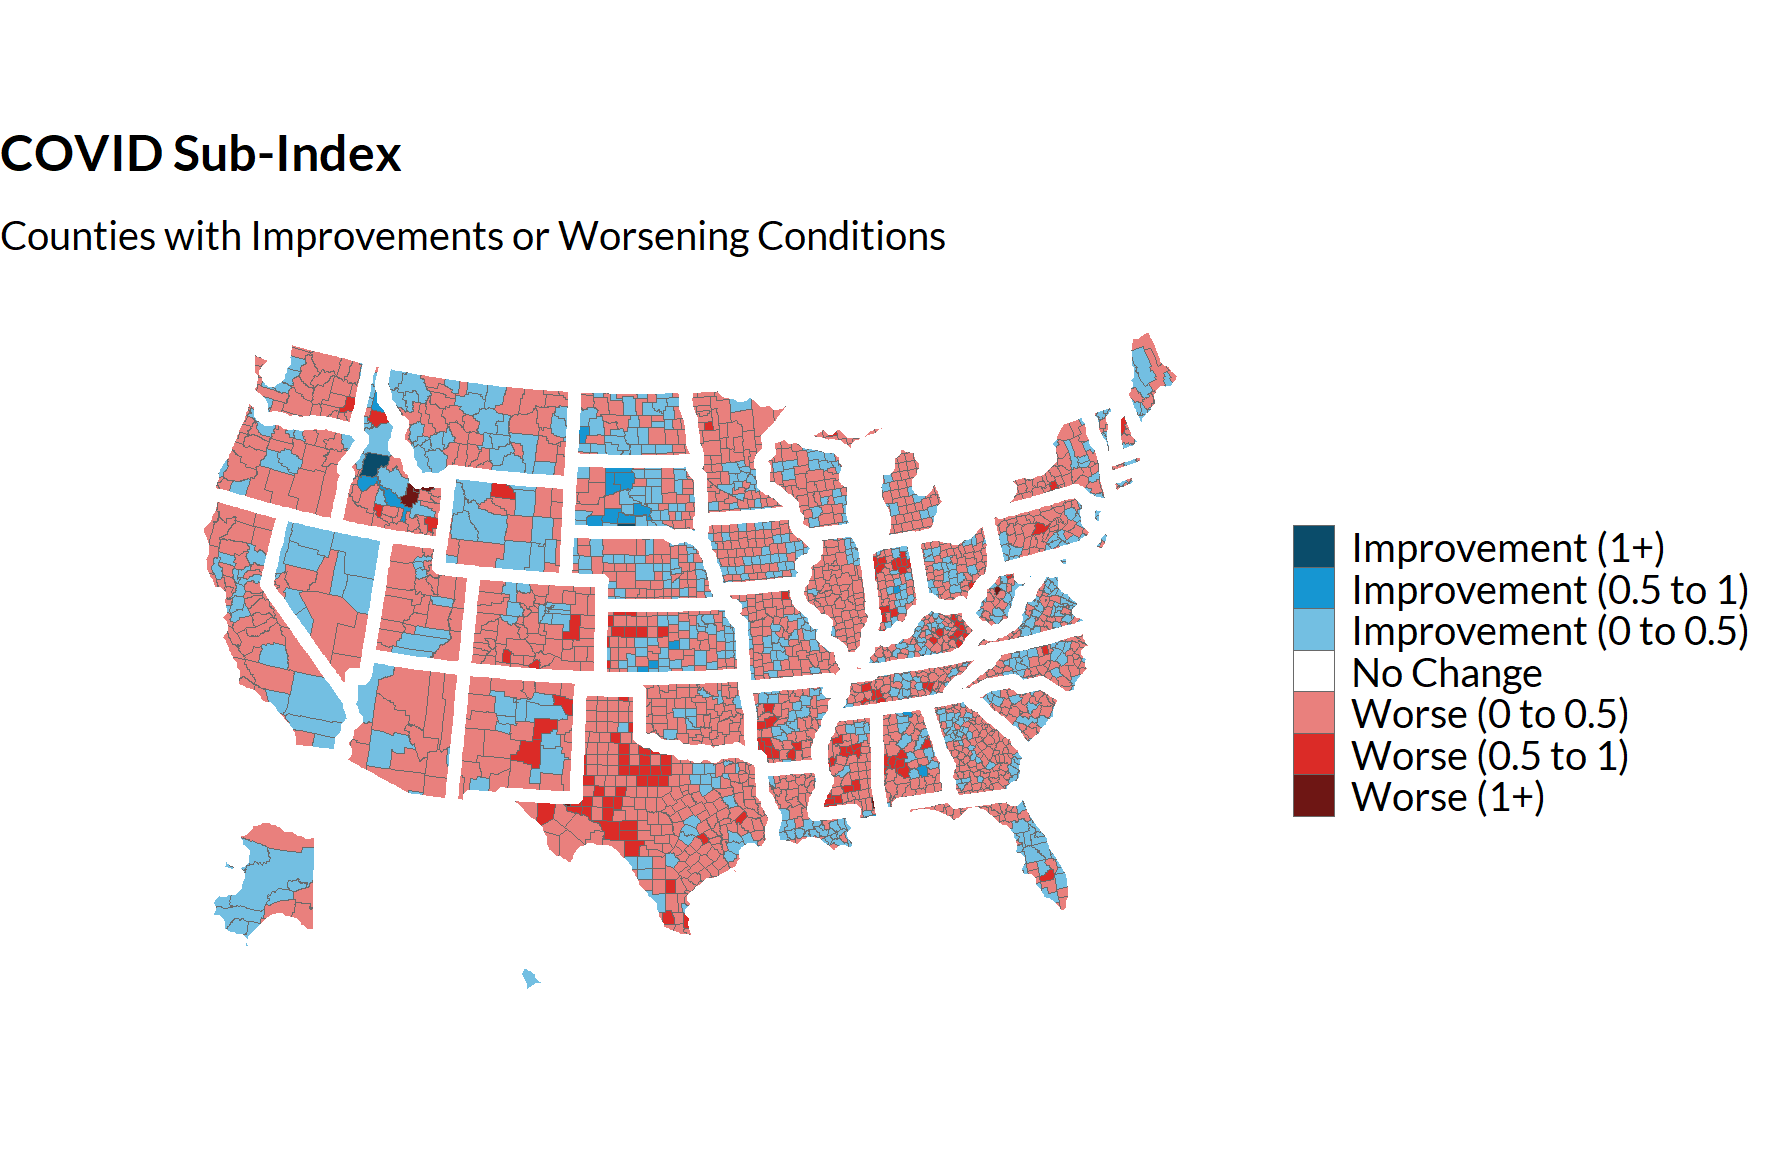 COVID Sub-Index
Counties with Improvements or Worsening Conditions
Improvement (1+)
Improvement (0.5 to 1)
Improvement (0 to 0.5)
No Change
Worse (0 to 0.5)
Worse (0.5 to 1)
Worse (1+)